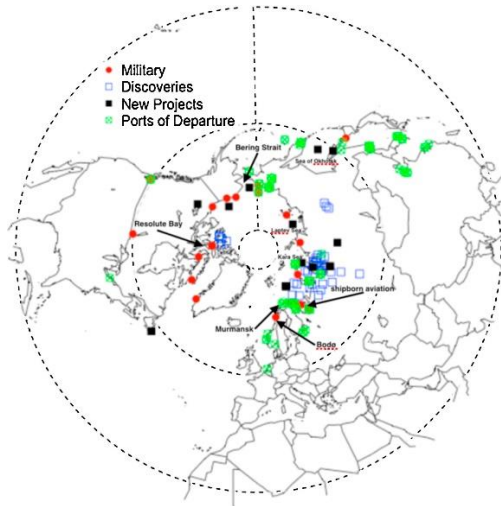 Military
Discoveries
New Projects
Ports of Departure
Bering Strait
Sea of Okhotsk
Resolute Bay
Laptev Sea
Kara Sea
shipborn aviation
Murmansk
Bodø